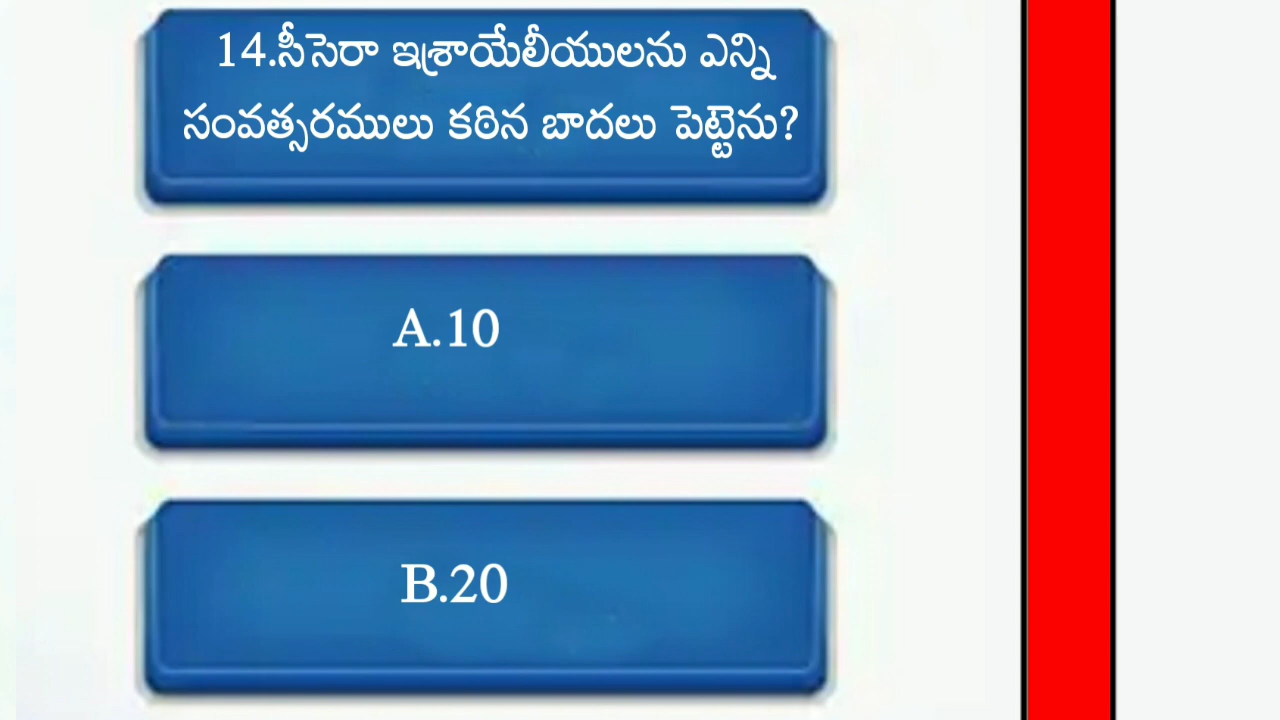 14.సీసెరా ఇశ్రాయేలీయులను ఎన్ని
సంవత్సరములు కఠిన బాదలు పెట్టెను?
A.10
B.20